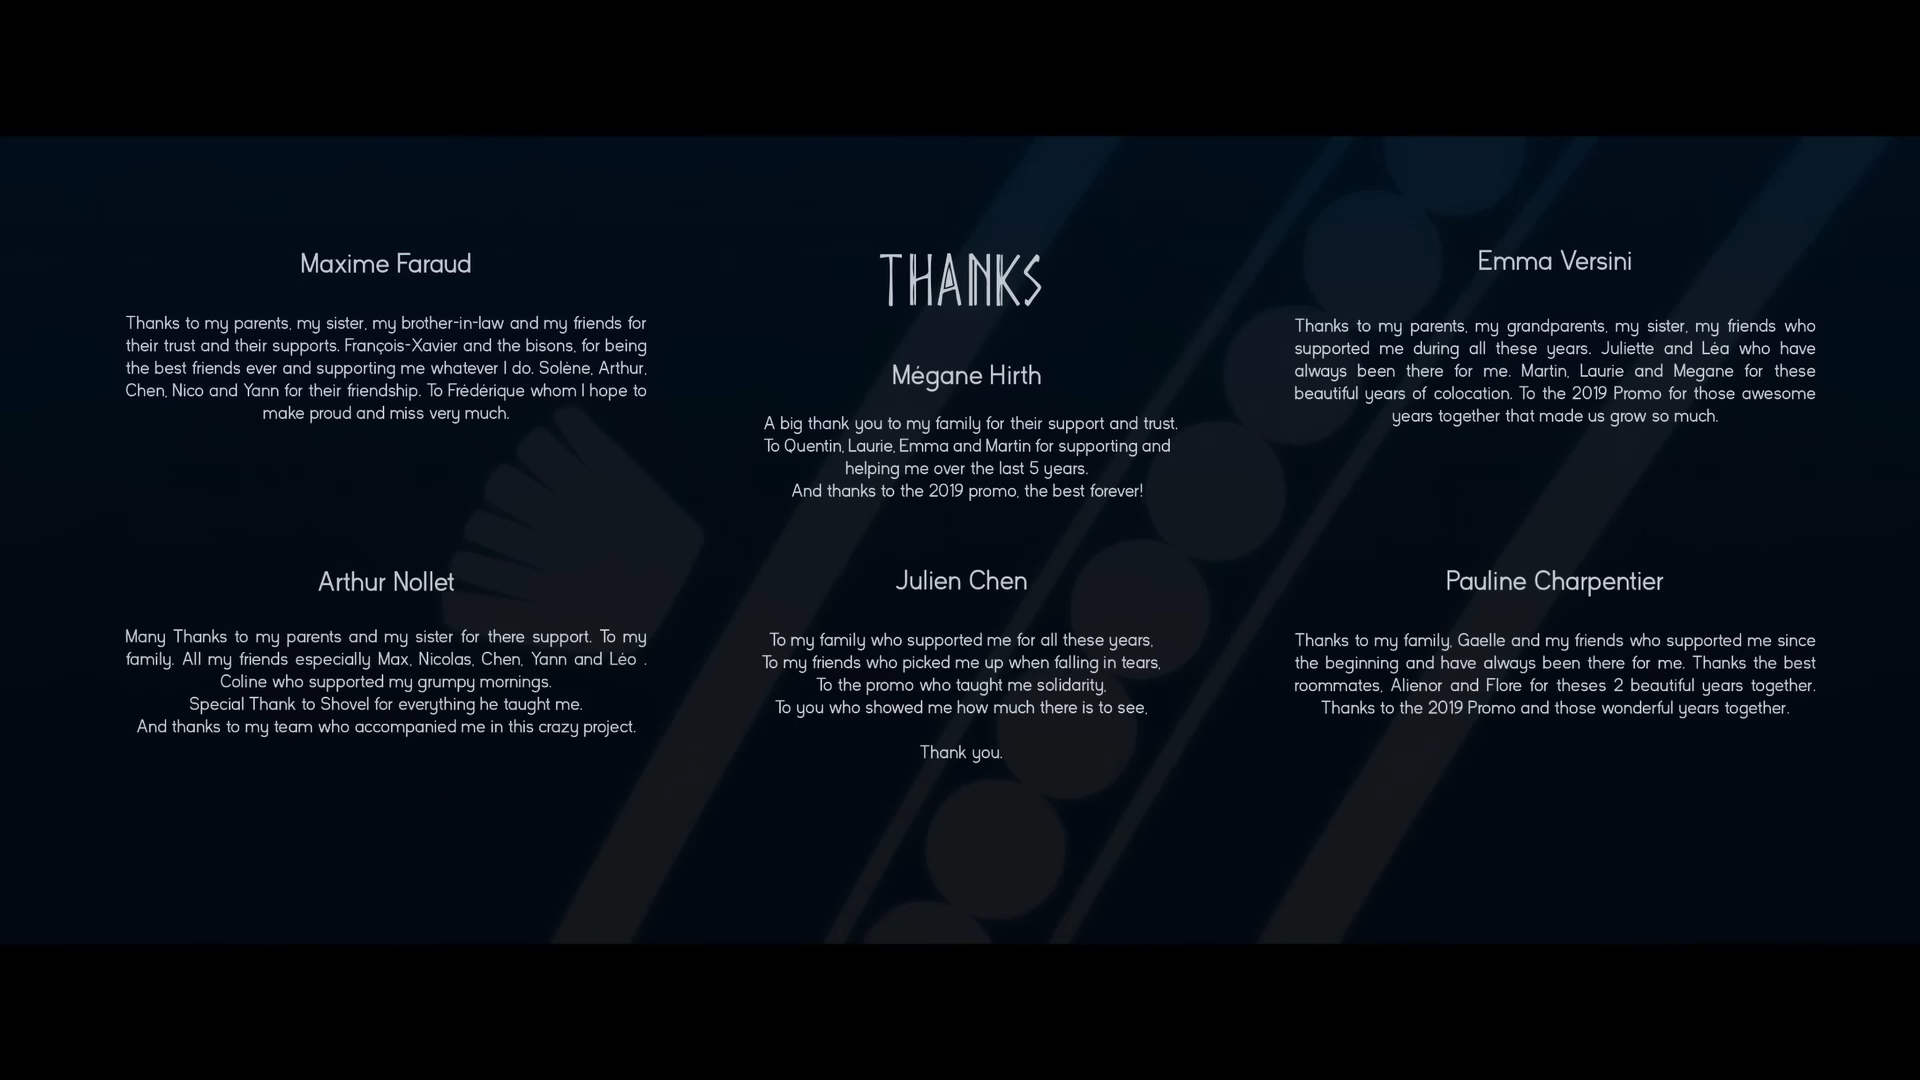 THANKS
Maxime Faraud
Thanks to my parents, my sister, my brother-in-law and my friends for
their trust and their supports. François-Xavier and the bisons, for being
the best friends ever and supporting me whatever I do. Solène, Arthur,
Chen, Nico and Yann for their friendship. To Frédérique whom I hope to
make proud and miss very much.
Mégane Hirth
A big thank you to my family for their support and trust.
To Quentin, Laurie, Emma and Martin for supporting and
helping me over the last 5 years.
And thanks to the 2019 promo, the best forever!
Emma Versini
Thanks to my parents, my grandparents, my sister, my friends who
supported me during all these years. Juliette and Léa who have
always been there for me. Martin, Laurie and Megane for these
beautiful years of colocation. To the 2019 Promo for those awesome
years together that made us grow so much.
Arthur Nollet
Many Thanks to my parents and my sister for there support. To my
family. All my friends especially Max, Nicolas, Chen, Yann and Léo .
Coline who supported my grumpy mornings.
Special Thank to Shovel for everything he taught me.
And thanks to my team who accompanied me in this crazy project.
Julien Chen
To my family who supported me for all these years,
To my friends who picked me up when falling in tears,
To the promo who taught me solidarity,
To you who showed me how much there is to see,
Thank you.
Pauline Charpentier
Thanks to my family, Gaelle and my friends who supported me since
the beginning and have always been there for me. Thanks the best
roommates, Alienor and Flore for theses 2 beautiful years together.
Thanks to the 2019 Promo and those wonderful years together.